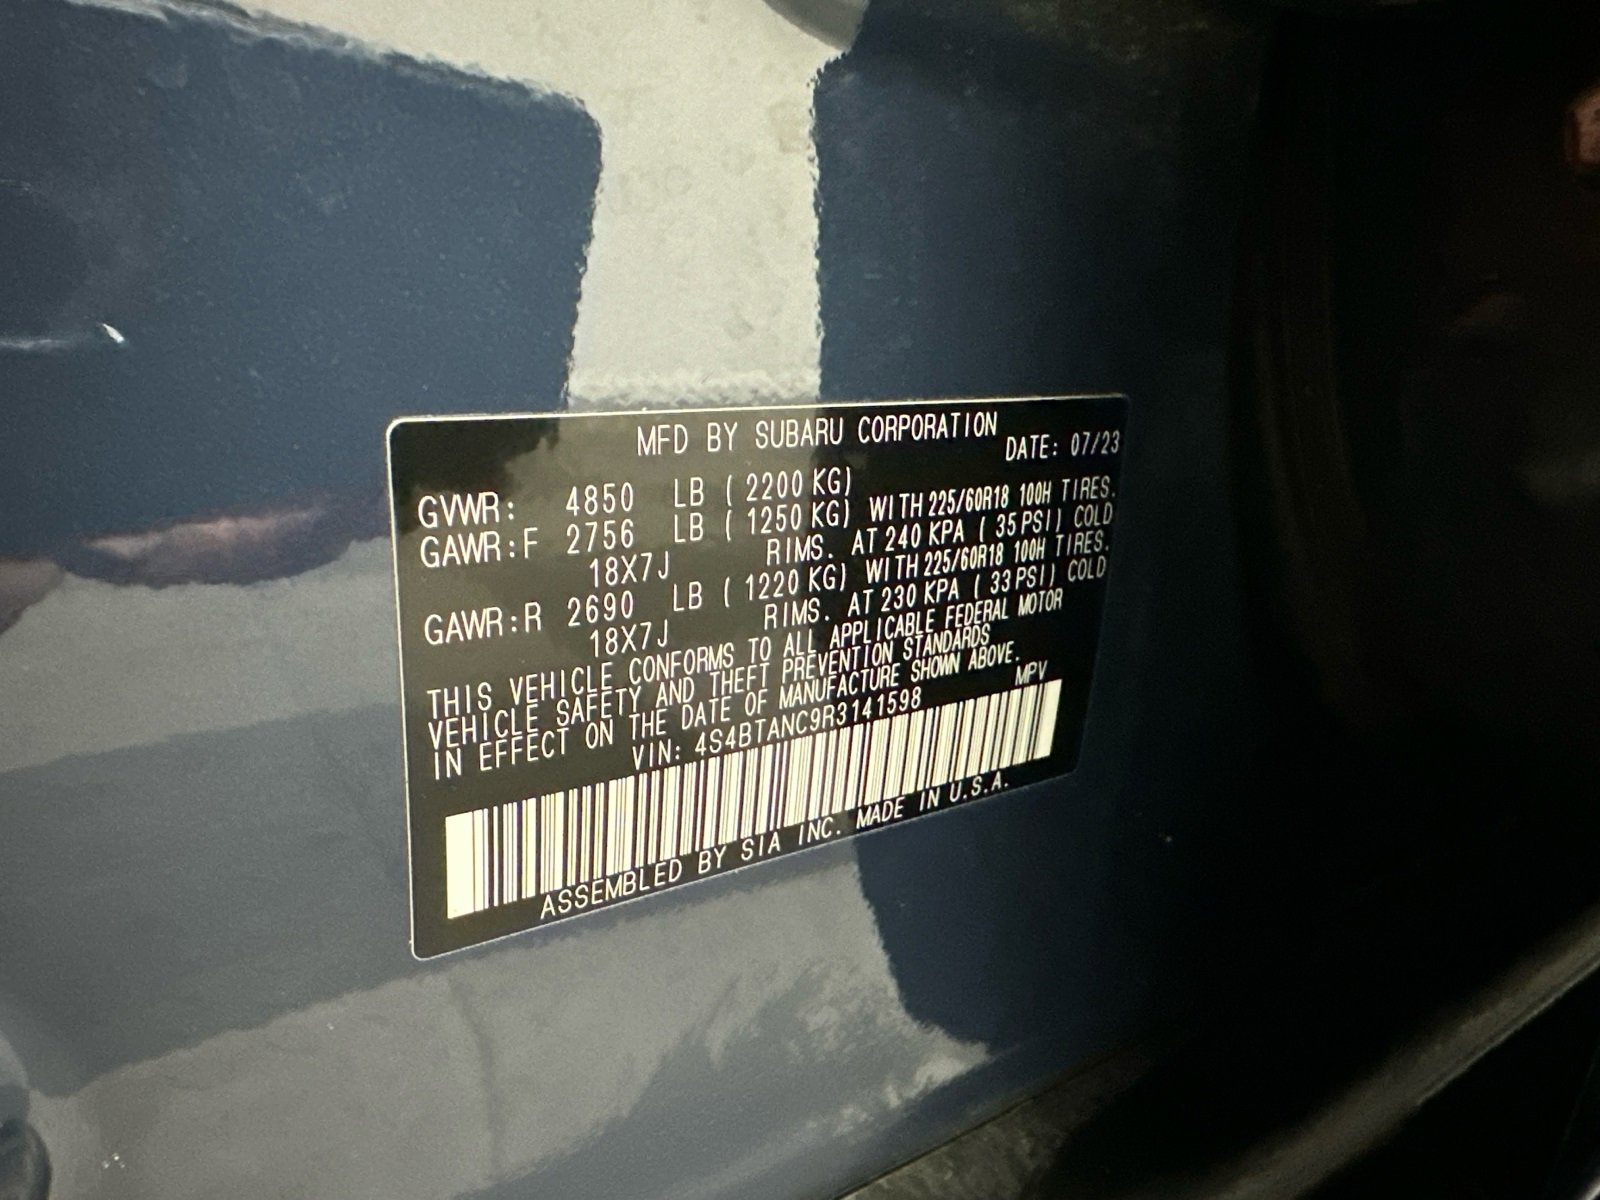 MFD BY SUBARU CORPORATION
DATE: 07/23
GVWR: 4850 LB ( 2200 KG)
GAWR:F 2756 LB ( 1250 KG) WITH 225/60R18 100H TIRES.
18X7J RIMS. AT 240 KPA ( 35 PSI) COLD
GAWR:R 2690 LB ( 1220 KG) WITH 225/60R18 100H TIRES.
18X7J RIMS. AT 230 KPA ( 33 PSI) COLD
THIS VEHICLE CONFORMS TO ALL APPLICABLE FEDERAL MOTOR
VEHICLE SAFETY AND THEFT PREVENTION STANDARDS
IN EFFECT ON THE DATE OF MANUFACTURE SHOWN ABOVE.
VIN: 4S4BTANC9R3141598 MPV
ASSEMBLED BY SIA INC. MADE IN U.S.A.